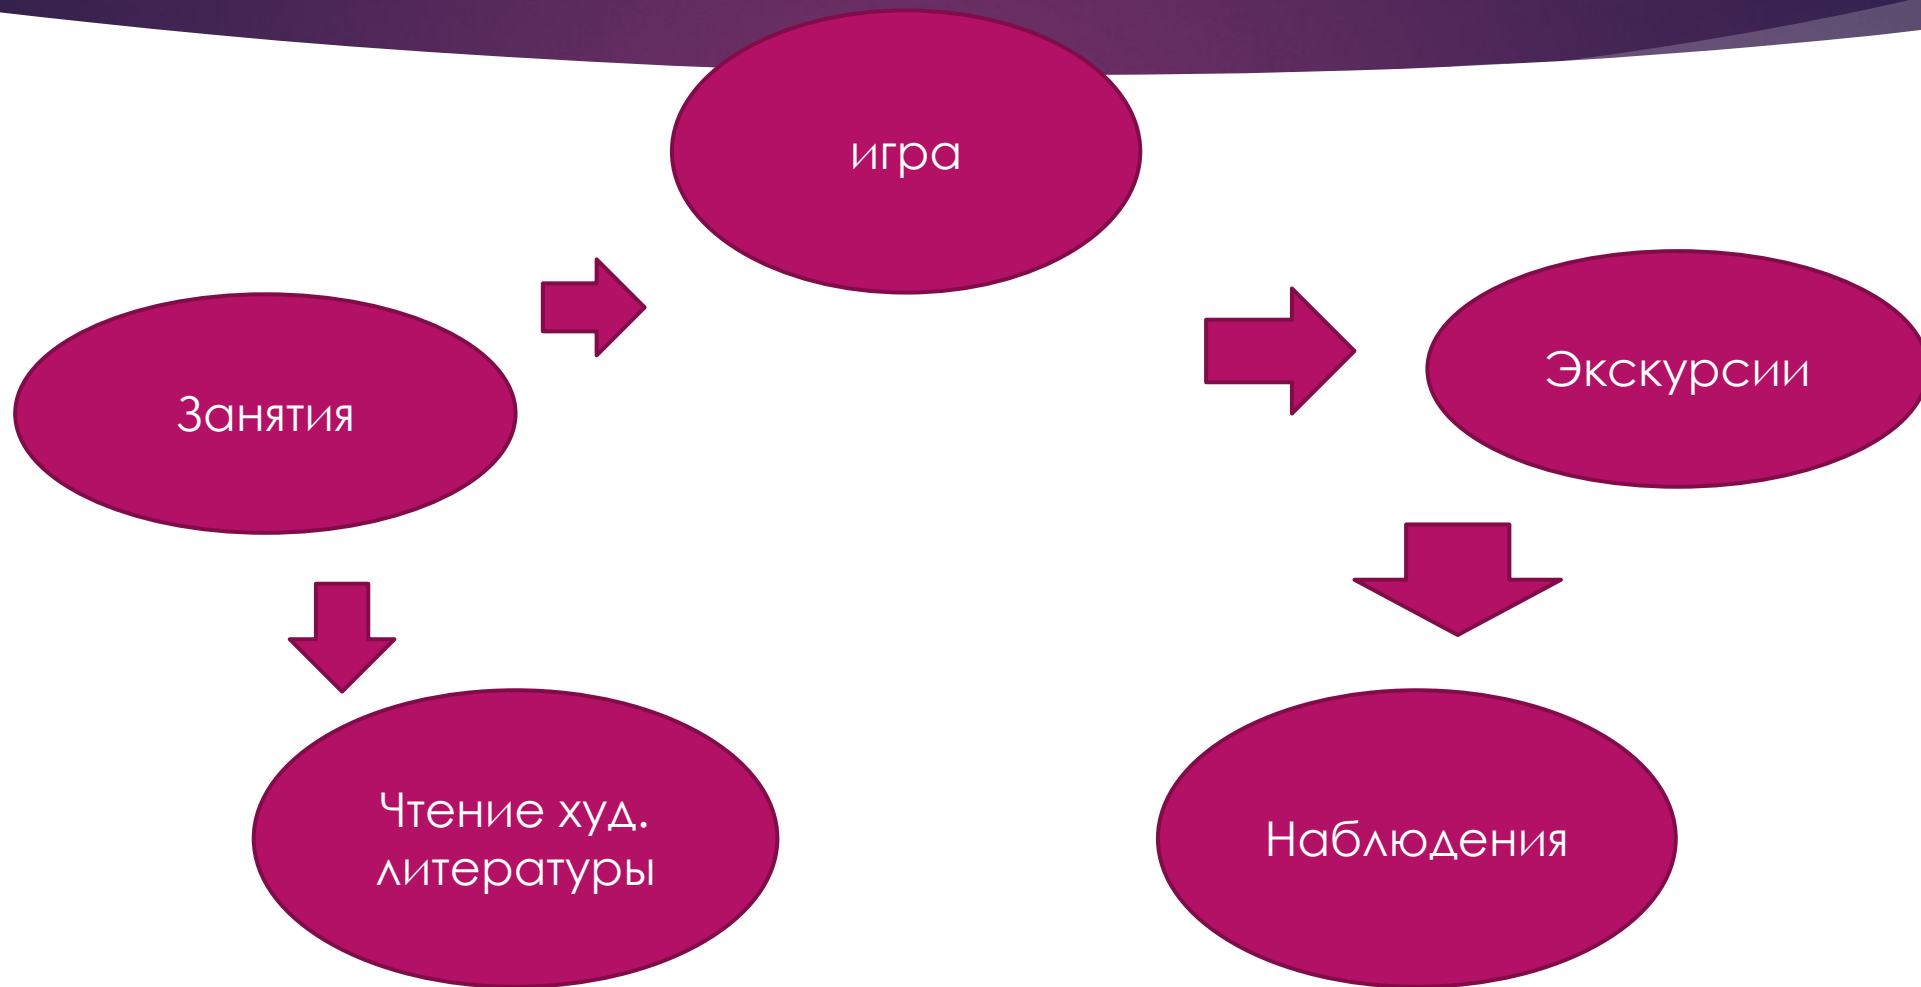 игра
Экскурсии
Занятия
Чтение худ.
литературы
Наблюдения